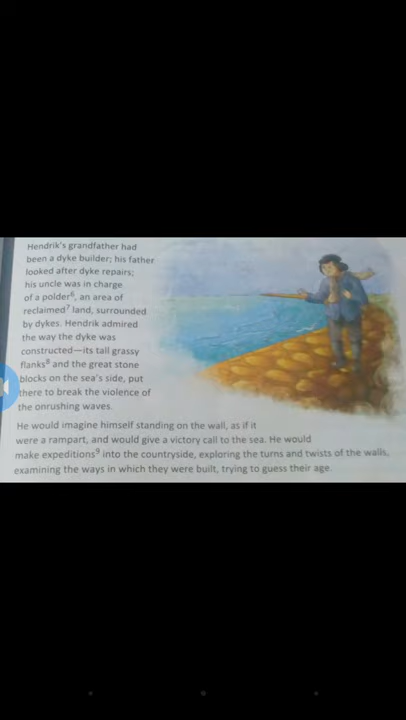 Hendrik's grandfather had
been a dyke builder; his father
looked after dyke repairs;
his uncle was in charge
of a polder⁶, an area of
reclaimed⁷ land, surrounded
by dykes. Hendrik admired
the way the dyke was
constructed—its tall grassy
flanks⁸ and the great stone
blocks on the sea's side, put
there to break the violence of
the onrushing waves.
He would imagine himself standing on the wall, as if it
were a rampart, and would give a victory call to the sea. He would
make expeditions⁹ into the countryside, exploring the turns and twists of the walls,
examining the ways in which they were built, trying to guess their age.